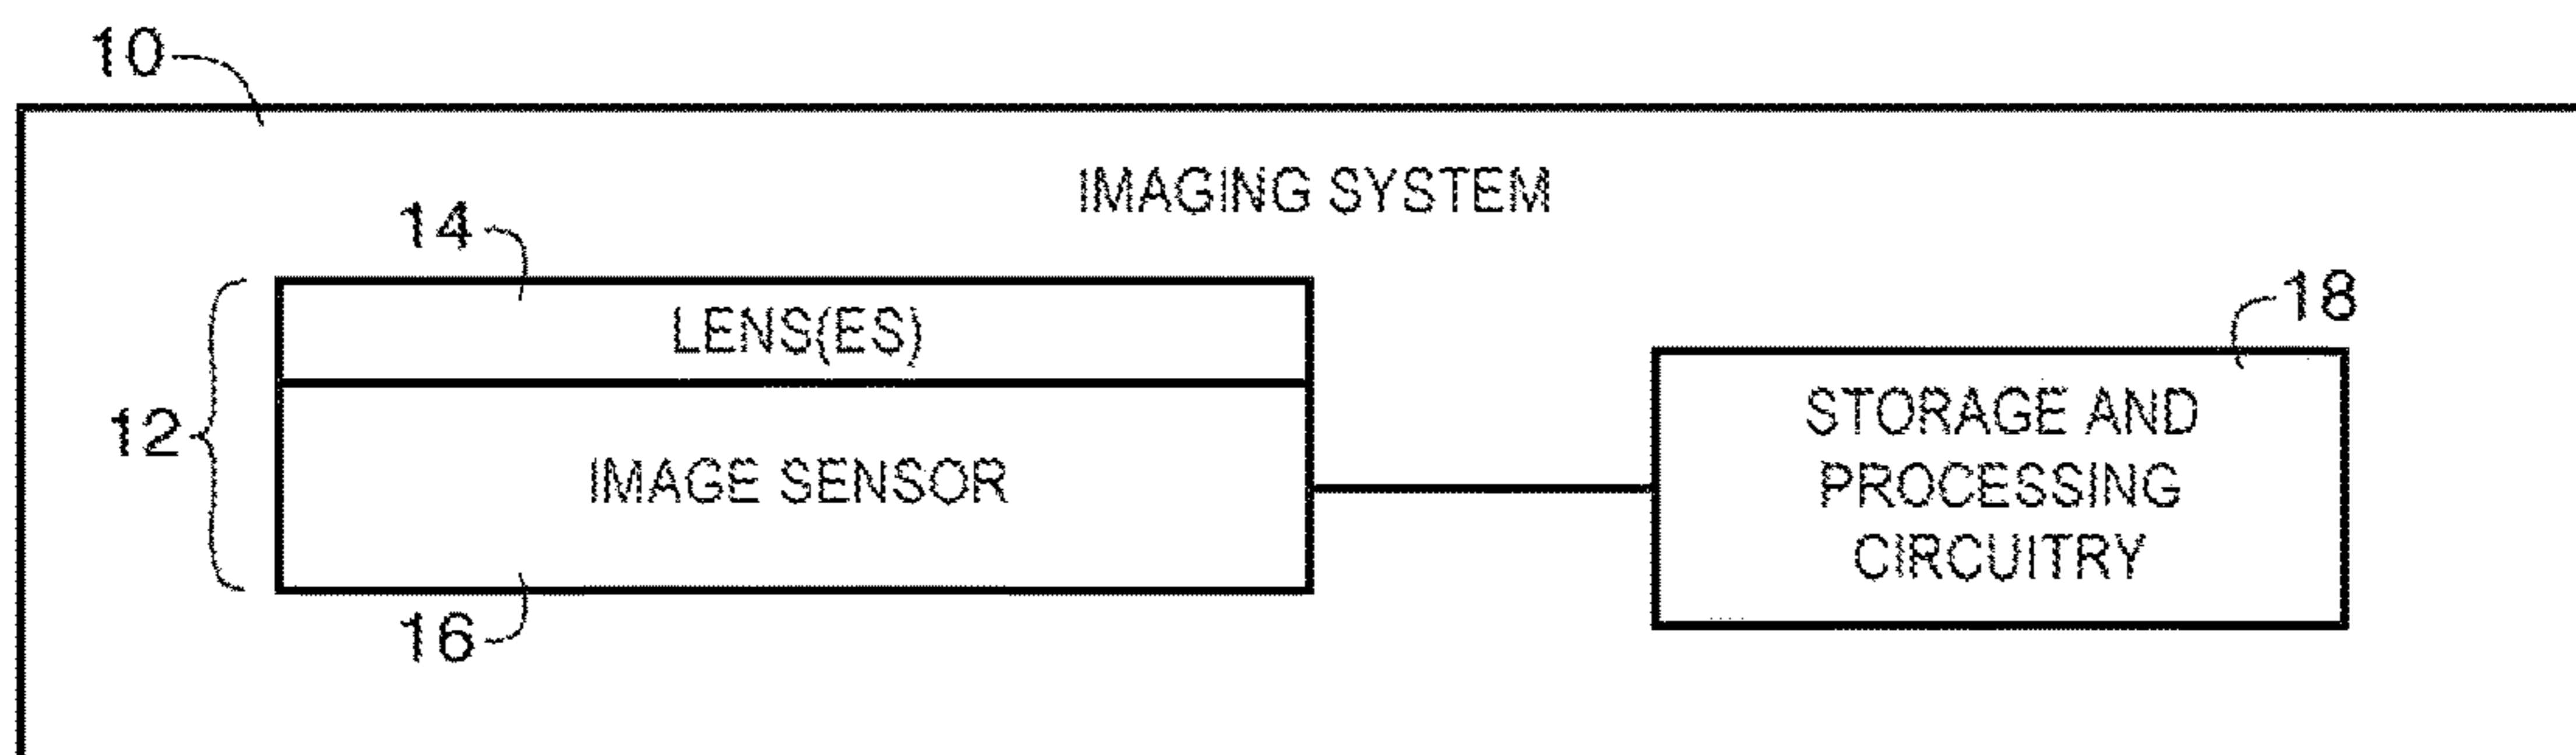 10
IMAGING SYSTEM
14
LENS(ES)
18
12
IMAGE SENSOR
STORAGE AND
PROCESSING
CIRCUITRY
16